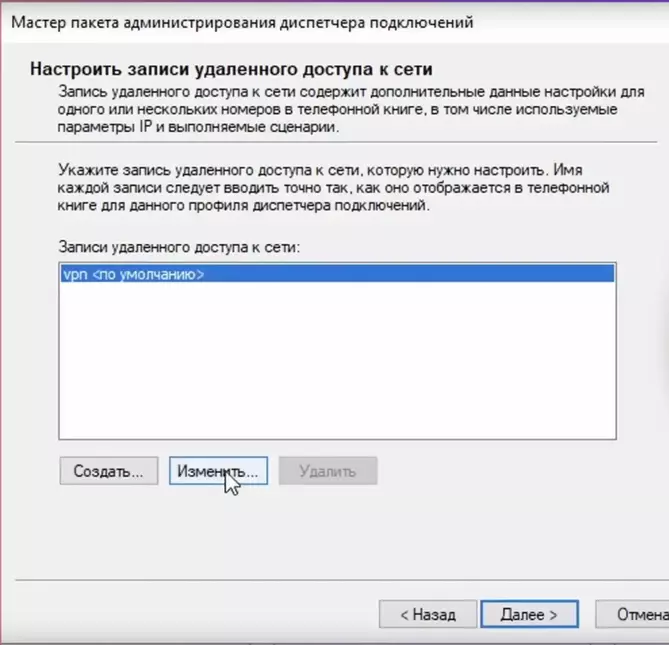 Мастер пакета администрирования диспетчера подключений
Настроить записи удаленного доступа к сети
Запись удаленного доступа к сети содержит дополнительные данные настройки для
одного или нескольких номеров в телефонной книге, в том числе используемые
параметры IP и выполняемые сценарии.
Укажите запись удаленного доступа к сети, которую нужно настроить. Имя
каждой записи следует вводить точно так, как оно отображается в телефонной
книге для данного профиля диспетчера подключений.
Записи удаленного доступа к сети:
vpn <по умолчанию>
Создать... Изменить... Удалить
< Назад Далее > Отмена